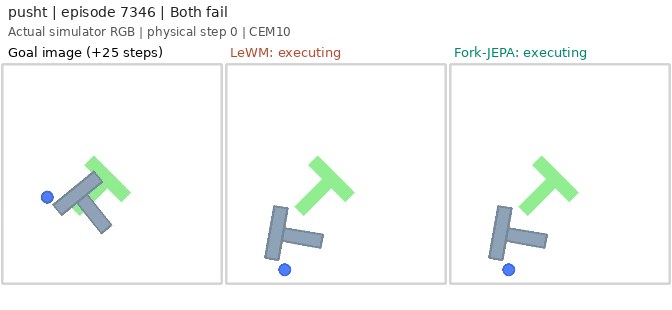 pusht | episode 7346 | Both fail
Actual simulator RGB | physical step 0 | CEM10
Goal image (+25 steps)
LeWM: executing
Fork-JEPA: executing